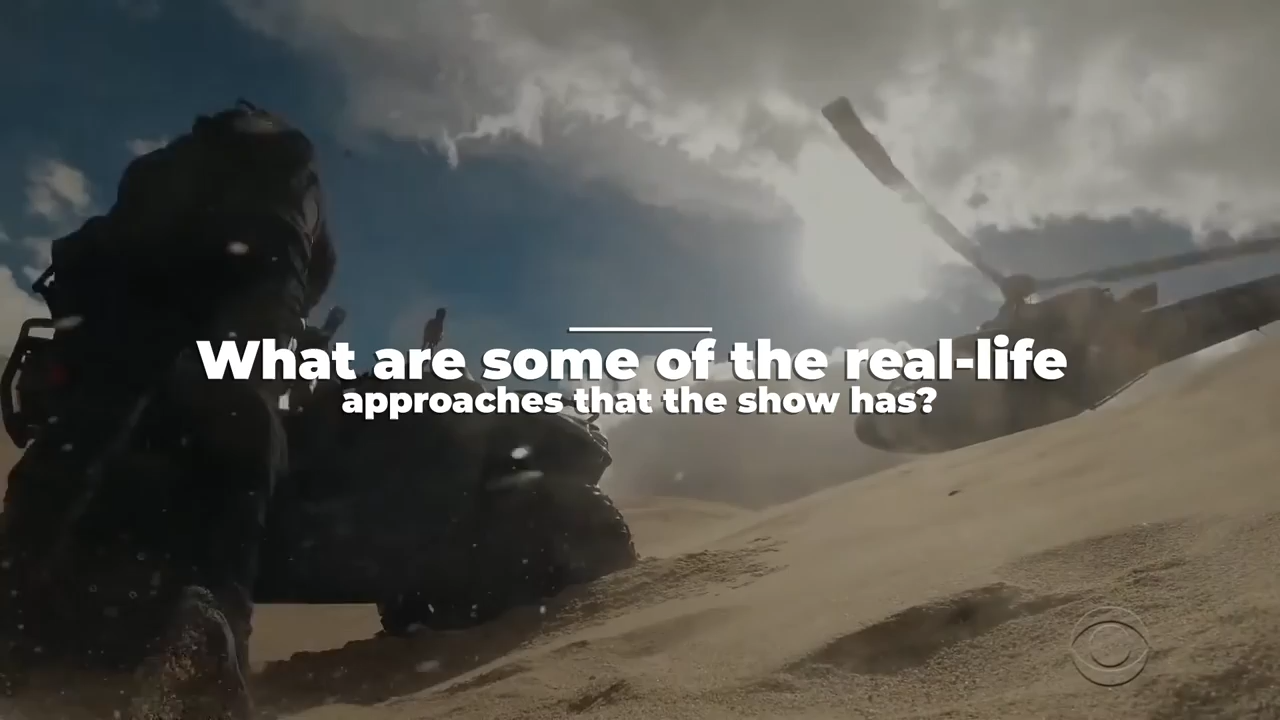 What are some of the real-life
approaches that the show has?